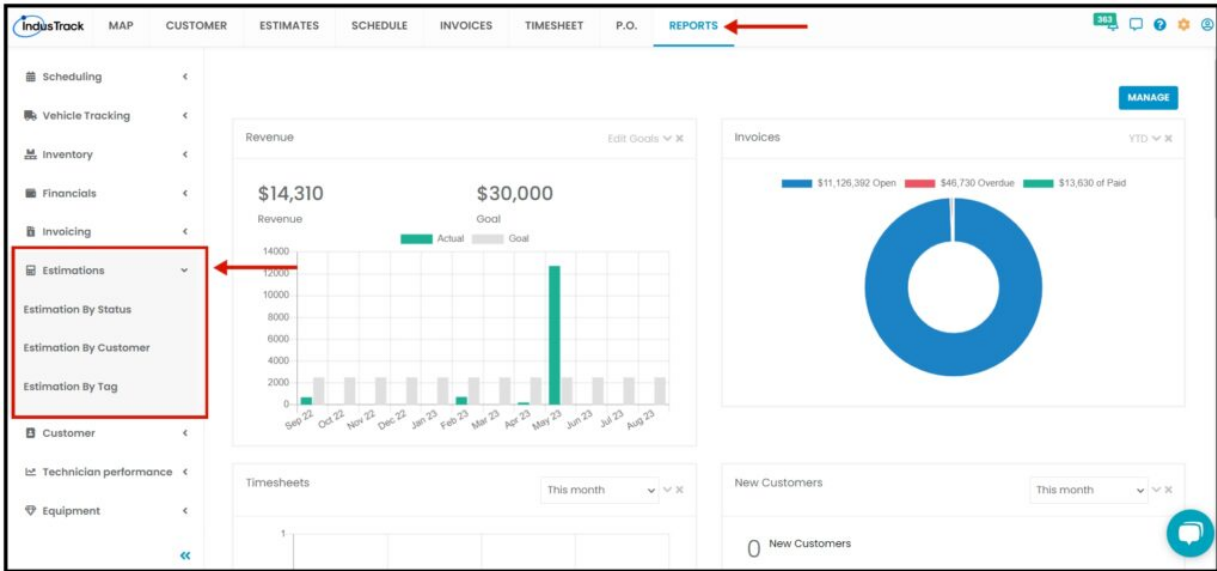 IndusTrack MAP CUSTOMER ESTIMATES SCHEDULE INVOICES TIMESHEET P.O. REPORTS 363
Scheduling
Vehicle Tracking
Inventory
Financials
Invoicing
Estimations
Estimation By Status
Estimation By Customer
Estimation By Tag
Customer
Technician performance
Equipment
MANAGE
Revenue Edit Goals
$14,310 $30,000
Revenue Goal
Actual Goal
14000
12000
10000
8000
6000
4000
2000
0
Sep 22 Oct 22 Nov 22 Dec 22 Jan 23 Feb 23 Mar 23 Apr 23 May 23 Jun 23 Jul 23 Aug 23
Invoices YTD
$11,126,392 Open $46,730 Overdue $13,630 of Paid
Timesheets This month
1
New Customers This month
0 New Customers